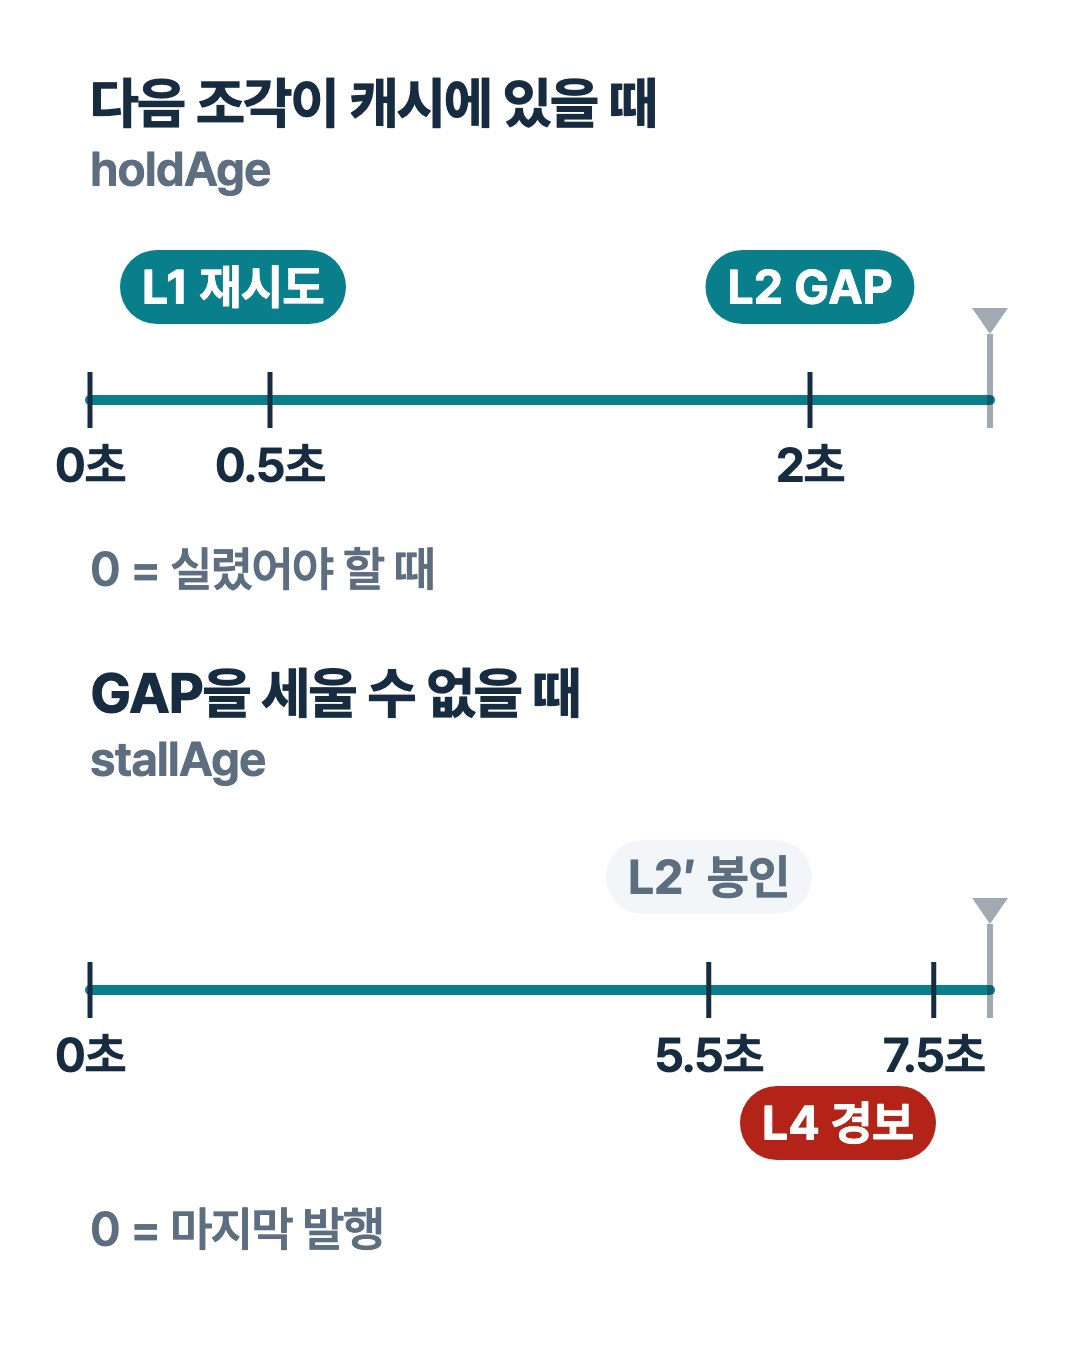 다음 조각이 캐시에 있을 때
holdAge
L1 재시도
L2 GAP
0초
0.5초
2초
0 = 실렸어야 할 때
GAP을 세울 수 없을 때
stallAge
L2′ 봉인
0초
5.5초
7.5초
L4 경보
0 = 마지막 발행